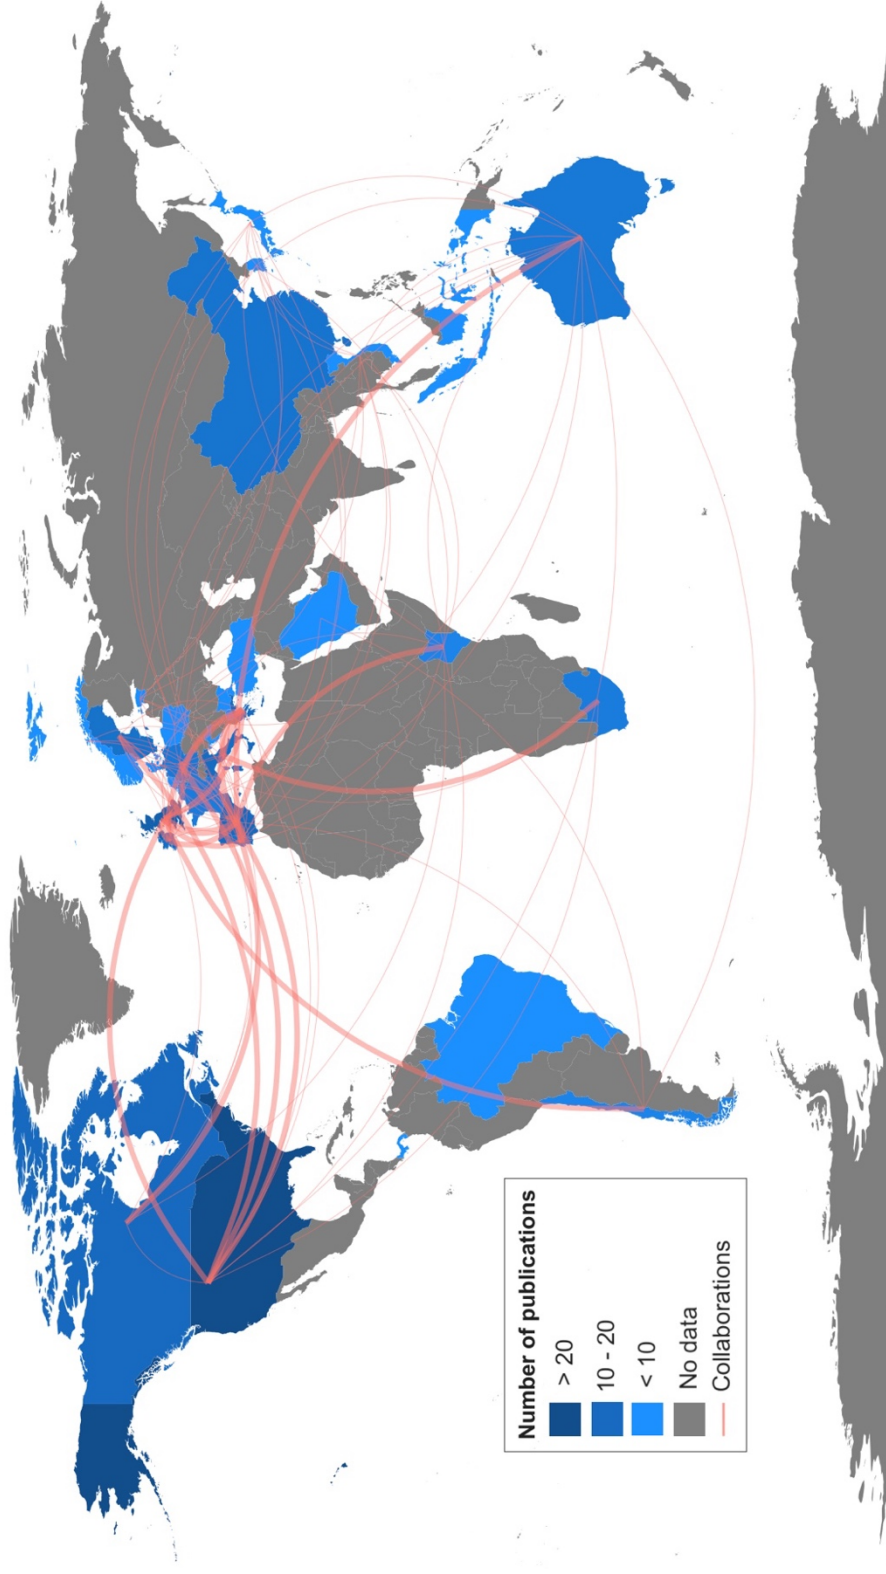 Number of publications
> 20
10 - 20
< 10
No data
Collaborations